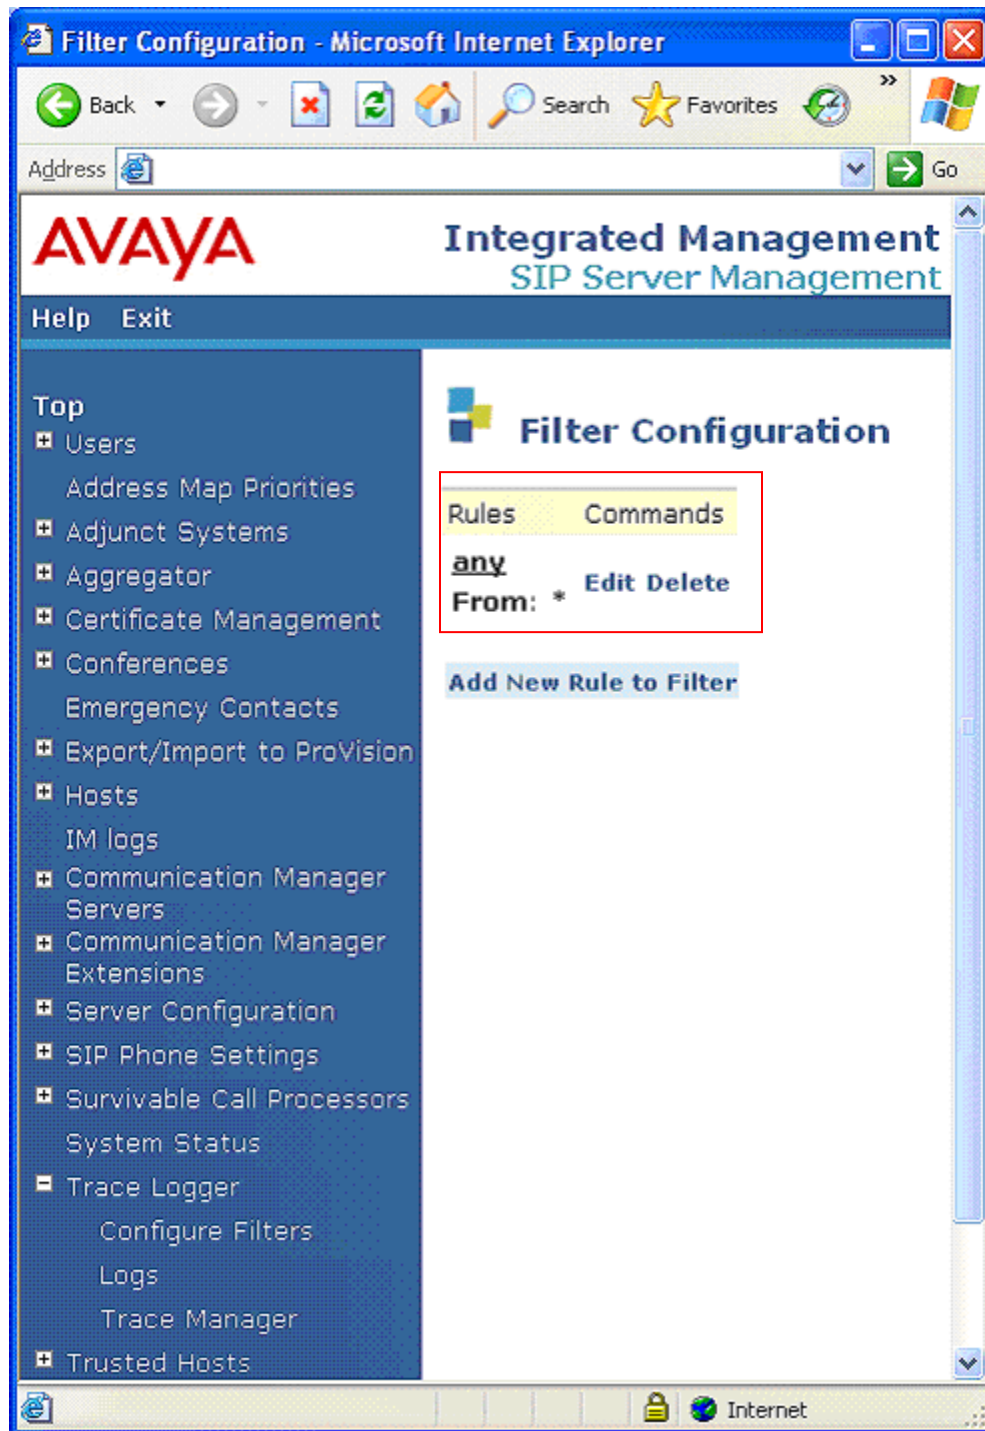 Filter Configuration - Microsoft Internet Explorer
Back Search Favorites »
Address Go
AVAYA
Integrated Management
SIP Server Management
Help Exit
Top
Users
Address Map Priorities
Adjunct Systems
Aggregator
Certificate Management
Conferences
Emergency Contacts
Export/Import to ProVision
Hosts
IM logs
Communication Manager
Servers
Communication Manager
Extensions
Server Configuration
SIP Phone Settings
Survivable Call Processors
System Status
Trace Logger
Configure Filters
Logs
Trace Manager
Trusted Hosts
Filter Configuration
Rules Commands
any
From: * Edit Delete
Add New Rule to Filter
Internet